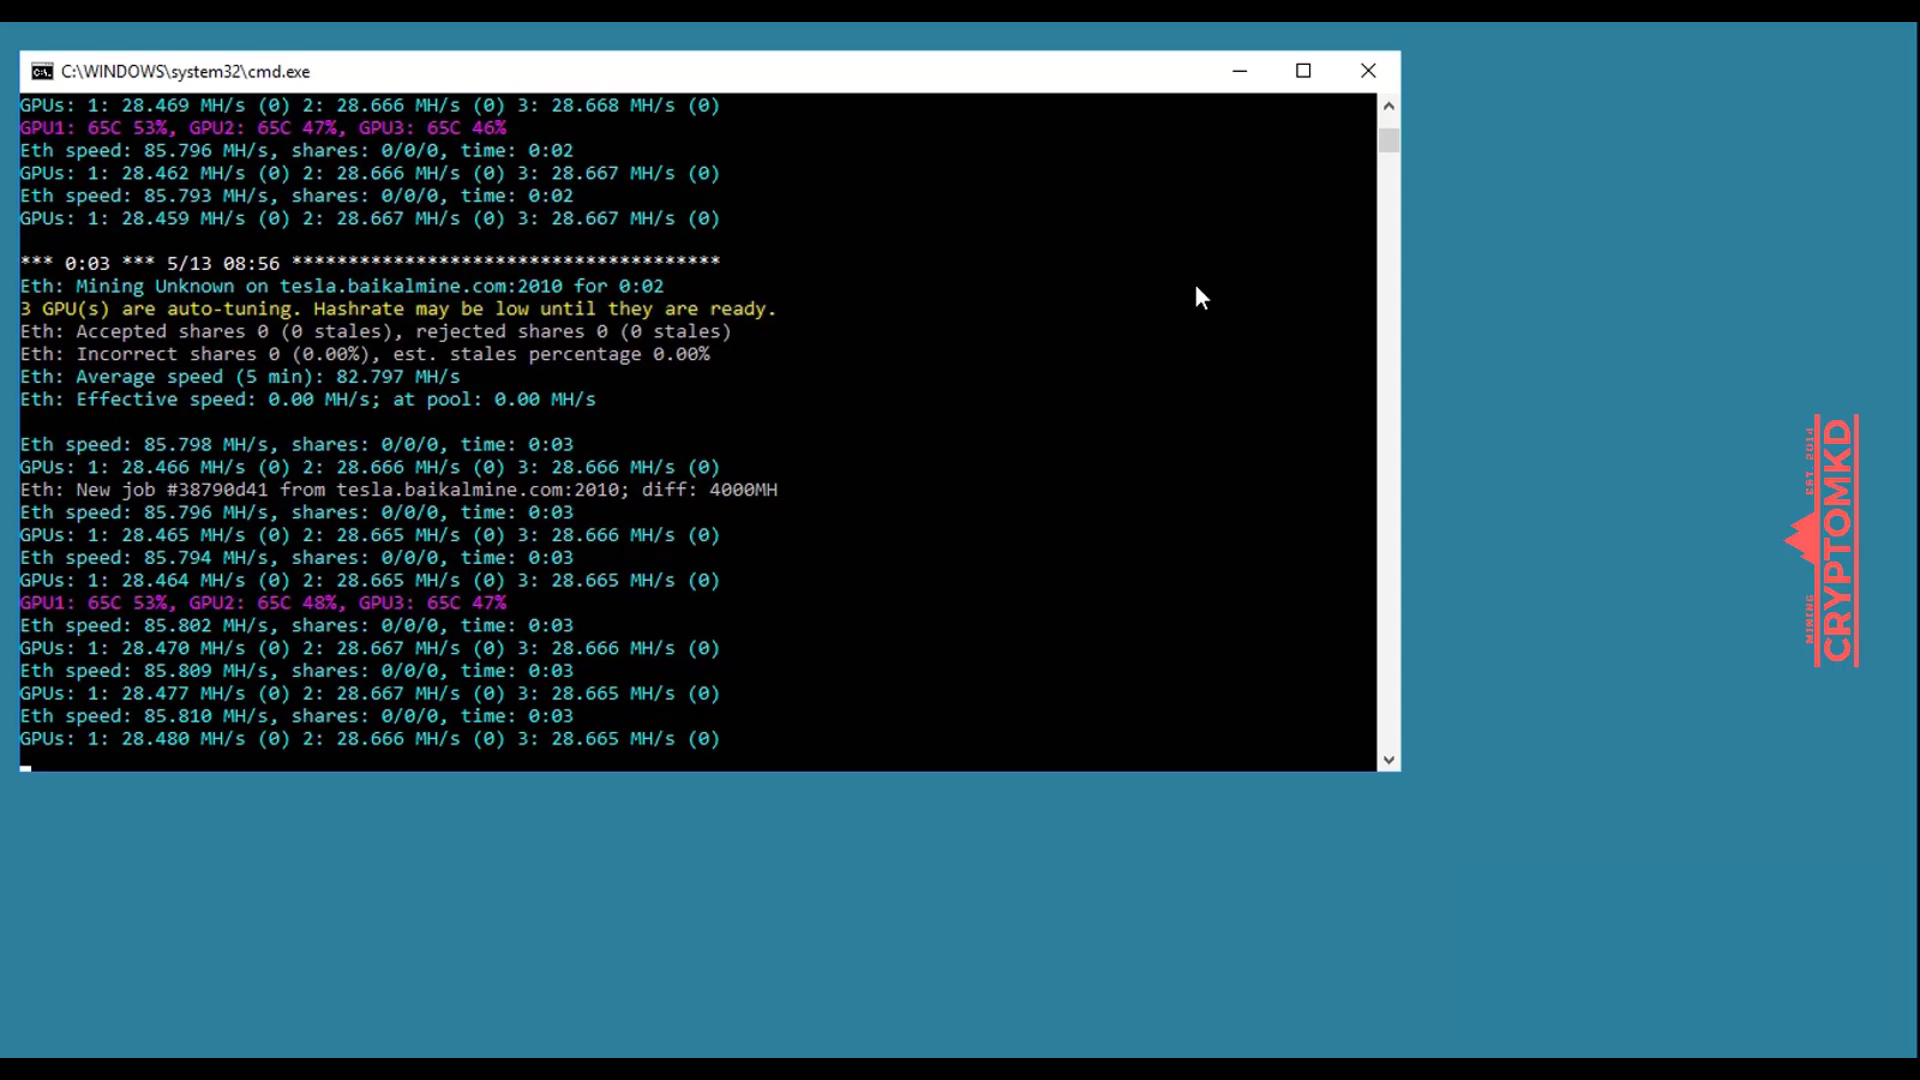 C:\WINDOWS\system32\cmd.exe
GPUs: 1: 28.469 MH/s (0) 2: 28.666 MH/s (0) 3: 28.668 MH/s (0)
GPU1: 65C 53%, GPU2: 65C 47%, GPU3: 65C 46%
Eth speed: 85.796 MH/s, shares: 0/0/0, time: 0:02
GPUs: 1: 28.462 MH/s (0) 2: 28.666 MH/s (0) 3: 28.667 MH/s (0)
Eth speed: 85.793 MH/s, shares: 0/0/0, time: 0:02
GPUs: 1: 28.459 MH/s (0) 2: 28.667 MH/s (0) 3: 28.667 MH/s (0)
*** 0:03 *** 5/13 08:56 **************************************
Eth: Mining Unknown on tesla.baikalmine.com:2010 for 0:02
3 GPU(s) are auto-tuning. Hashrate may be low until they are ready.
Eth: Accepted shares 0 (0 stales), rejected shares 0 (0 stales)
Eth: Incorrect shares 0 (0.00%), est. stales percentage 0.00%
Eth: Average speed (5 min): 82.797 MH/s
Eth: Effective speed: 0.00 MH/s; at pool: 0.00 MH/s
Eth speed: 85.798 MH/s, shares: 0/0/0, time: 0:03
GPUs: 1: 28.466 MH/s (0) 2: 28.666 MH/s (0) 3: 28.666 MH/s (0)
Eth: New job #38790d41 from tesla.baikalmine.com:2010; diff: 4000MH
Eth speed: 85.796 MH/s, shares: 0/0/0, time: 0:03
GPUs: 1: 28.465 MH/s (0) 2: 28.665 MH/s (0) 3: 28.666 MH/s (0)
Eth speed: 85.794 MH/s, shares: 0/0/0, time: 0:03
GPUs: 1: 28.464 MH/s (0) 2: 28.665 MH/s (0) 3: 28.665 MH/s (0)
GPU1: 65C 53%, GPU2: 65C 48%, GPU3: 65C 47%
Eth speed: 85.802 MH/s, shares: 0/0/0, time: 0:03
GPUs: 1: 28.470 MH/s (0) 2: 28.667 MH/s (0) 3: 28.666 MH/s (0)
Eth speed: 85.809 MH/s, shares: 0/0/0, time: 0:03
GPUs: 1: 28.477 MH/s (0) 2: 28.667 MH/s (0) 3: 28.665 MH/s (0)
Eth speed: 85.810 MH/s, shares: 0/0/0, time: 0:03
GPUs: 1: 28.480 MH/s (0) 2: 28.666 MH/s (0) 3: 28.665 MH/s (0)
MINING EST. 2014
CRYPTOMKD